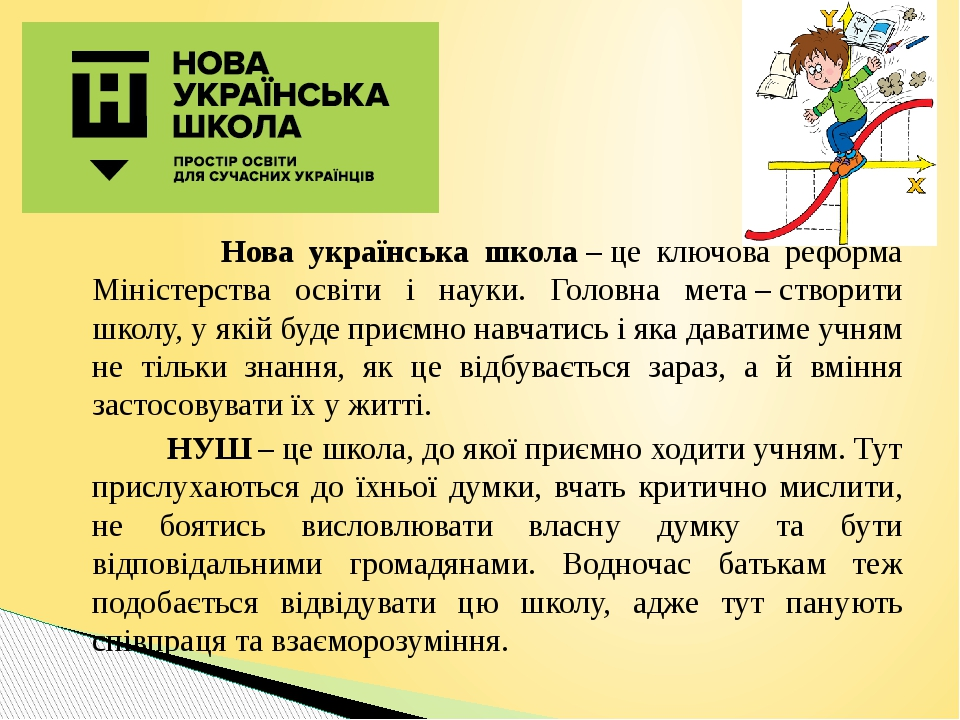 НОВА
УКРАЇНСЬКА
ШКОЛА
ПРОСТІР ОСВІТИ
ДЛЯ СУЧАСНИХ УКРАЇНЦІВ
Y
X
Нова українська школа – це ключова реформа
Міністерства освіти і науки. Головна мета – створити
школу, у якій буде приємно навчатись і яка даватиме учням
не тільки знання, як це відбувається зараз, а й вміння
застосовувати їх у житті.
НУШ – це школа, до якої приємно ходити учням. Тут
прислухаються до їхньої думки, вчать критично мислити,
не боятись висловлювати власну думку та бути
відповідальними громадянами. Водночас батькам теж
подобається відвідувати цю школу, адже тут панують
співпраця та взаєморозуміння.